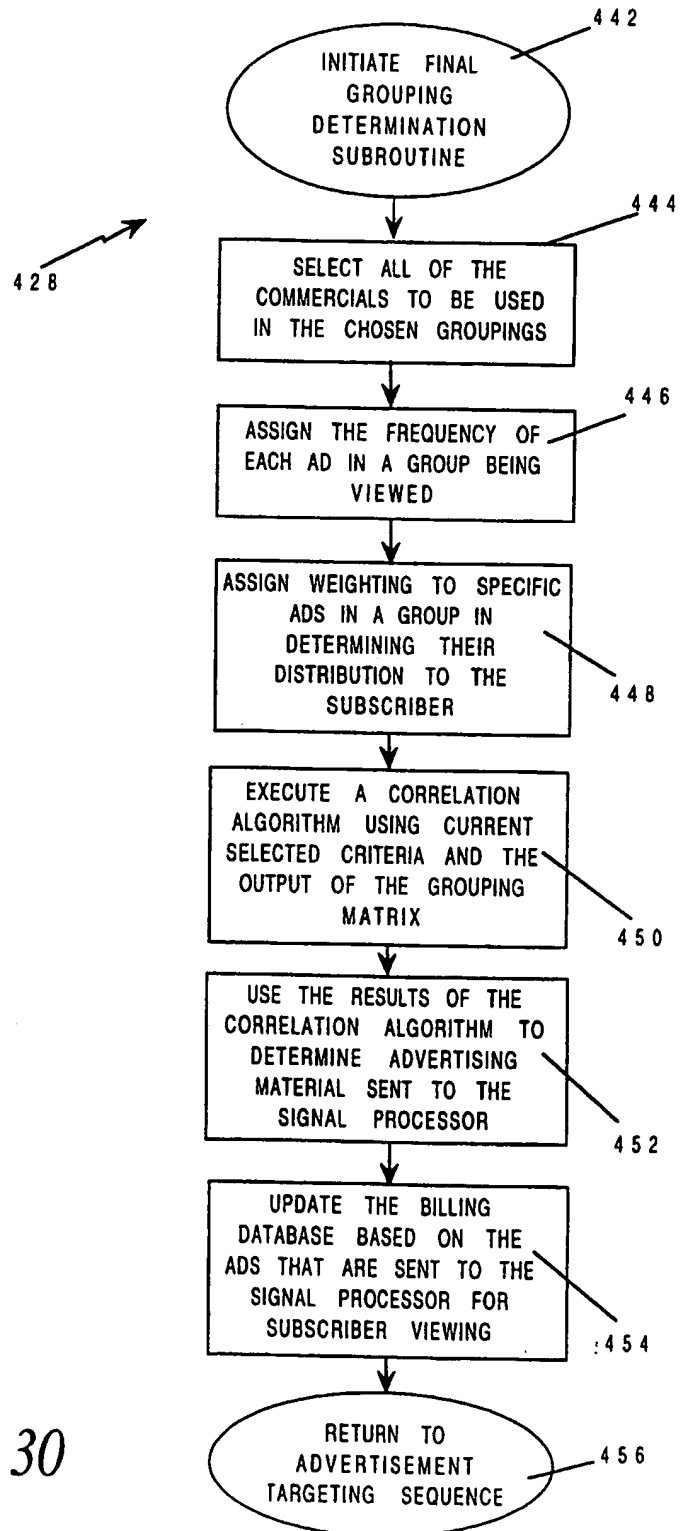 442
INITIATE FINAL
GROUPING
DETERMINATION
SUBROUTINE
428
444
SELECT ALL OF THE
COMMERCIALS TO BE USED
IN THE CHOSEN GROUPINGS
446
ASSIGN THE FREQUENCY OF
EACH AD IN A GROUP BEING
VIEWED
ASSIGN WEIGHTING TO SPECIFIC
ADS IN A GROUP IN
DETERMINING THEIR
DISTRIBUTION TO THE
SUBSCRIBER
448
EXECUTE A CORRELATION
ALGORITHM USING CURRENT
SELECTED CRITERIA AND THE
OUTPUT OF THE GROUPING
MATRIX
450
USE THE RESULTS OF THE
CORRELATION ALGORITHM TO
DETERMINE ADVERTISING
MATERIAL SENT TO THE
SIGNAL PROCESSOR
452
UPDATE THE BILLING
DATABASE BASED ON THE
ADS THAT ARE SENT TO THE
SIGNAL PROCESSOR FOR
SUBSCRIBER VIEWING
454
30
RETURN TO
ADVERTISEMENT
TARGETING SEQUENCE
456